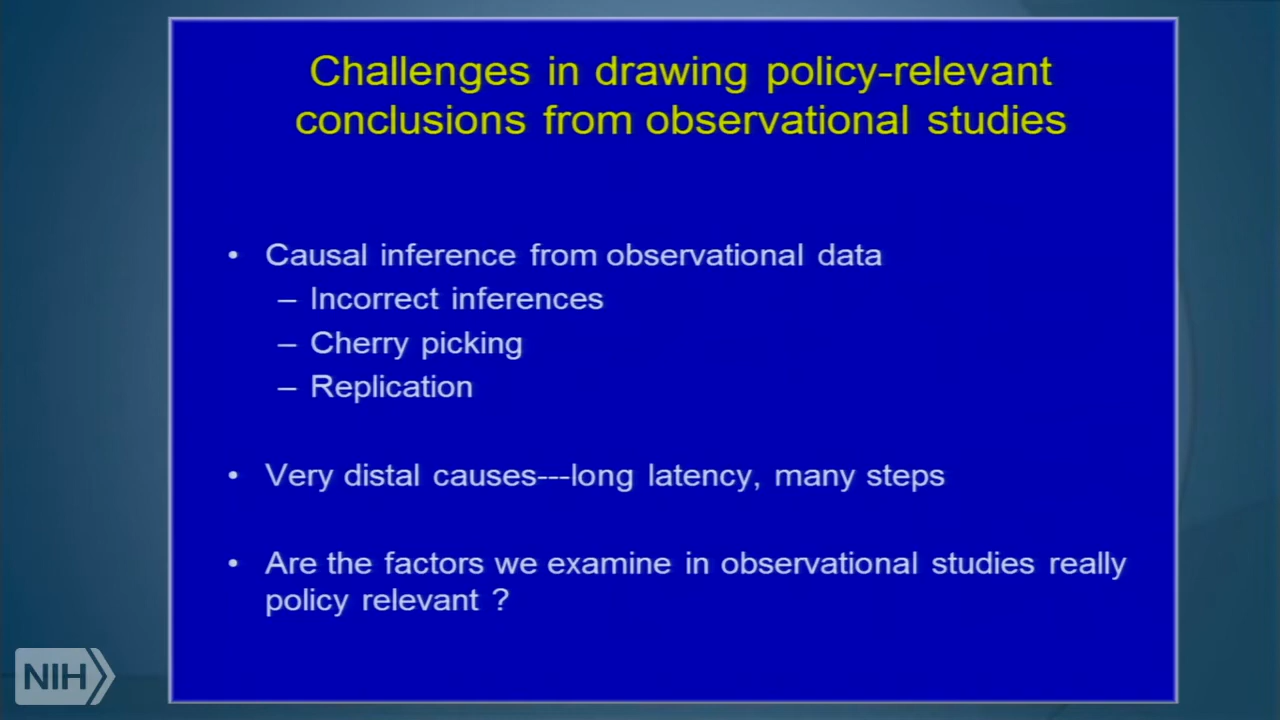 Challenges in drawing policy-relevant
conclusions from observational studies
• Causal inference from observational data
– Incorrect inferences
– Cherry picking
– Replication
• Very distal causes---long latency, many steps
• Are the factors we examine in observational studies really
policy relevant ?
NIH